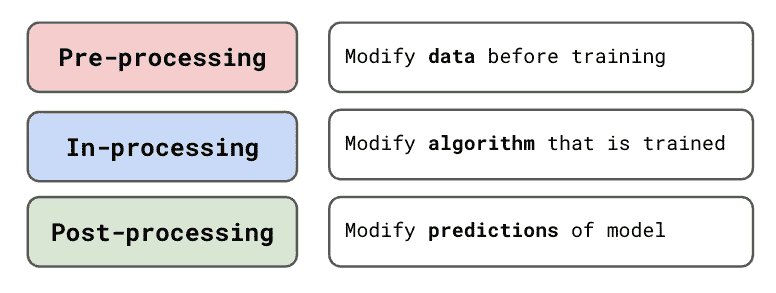 Pre-processing
Modify data before training
In-processing
Modify algorithm that is trained
Post-processing
Modify predictions of model